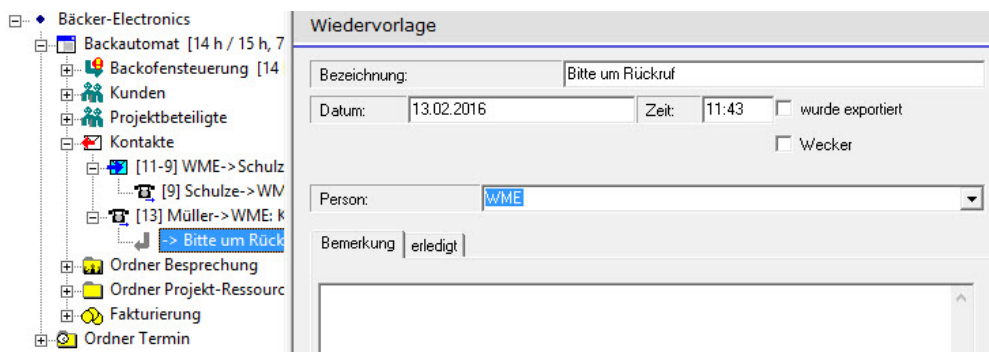 Bäcker-Electronics
Backautomat [14 h / 15 h, 7
Backofensteuerung [14
Kunden
Projektbeteiligte
Kontakte
[11-9] WME->Schulz
[9] Schulze->WM
[13] Müller->WME: K
-> Bitte um Rück
Ordner Besprechung
Ordner Projekt-Ressourc
Fakturierung
Ordner Termin
Wiedervorlage
Bezeichnung: Bitte um Rückruf
Datum: 13.02.2016 Zeit: 11:43 wurde exportiert
Wecker
Person: WME
Bemerkung erledigt